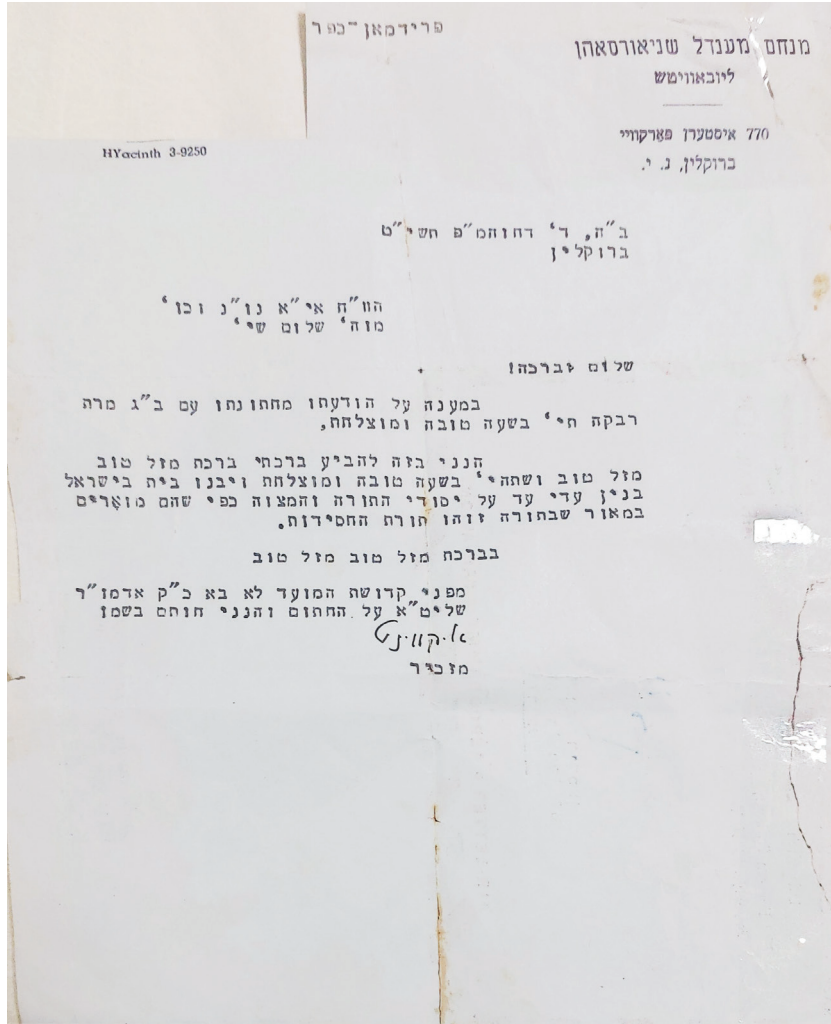 פרידמאן-כפר
מנחם מענדל שניאורסאהן
ליובאוויטש
770 איסטערן פארקוויי
ברוקלין, נ. י.
HYacinth 3-9250
ב"ה, ד' דחוהמ"פ תשי"ט
ברוקלין
הוו"ח אי"א נו"נ וכו'
מוה' שלום שי'
שלום וברכה!
במענה על הודעתו מחתונתו עם ב"ג מרת
רבקה תי' בשעה טובה ומוצלחת,
הנני בזה להביע ברכתי ברכת מזל טוב
מזל טוב ושתהי' בשעה טובה ומוצלחת ויבנו בית בישראל
בנין עדי עד על יסודי התורה והמצוה כפי שהם מוארים
במאור שבתורה זוהי תורת החסידות.
בברכת מזל טוב מזל טוב
מפני קדושת המועד לא בא כ"ק אדמו"ר
שליט"א על החתום והנני חותם בשמו
א. קווינט
מזכיר